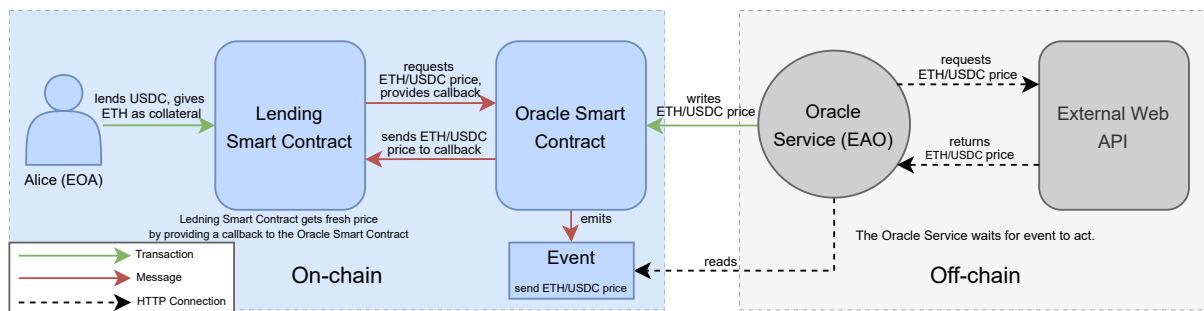 Alice (EOA)
lends USDC, gives
ETH as collateral
Lending
Smart Contract
requests
ETH/USDC price,
provides callback
sends ETH/USDC
price to callback
Oracle Smart
Contract
Ledning Smart Contract gets fresh price
by providing a callback to the Oracle Smart Contract
emits
Event
send ETH/USDC price
On-chain
Transaction
Message
HTTP Connection
writes
ETH/USDC price
reads
Oracle
Service (EAO)
requests
ETH/USDC price
returns
ETH/USDC price
External Web
API
The Oracle Service waits for event to act.
Off-chain